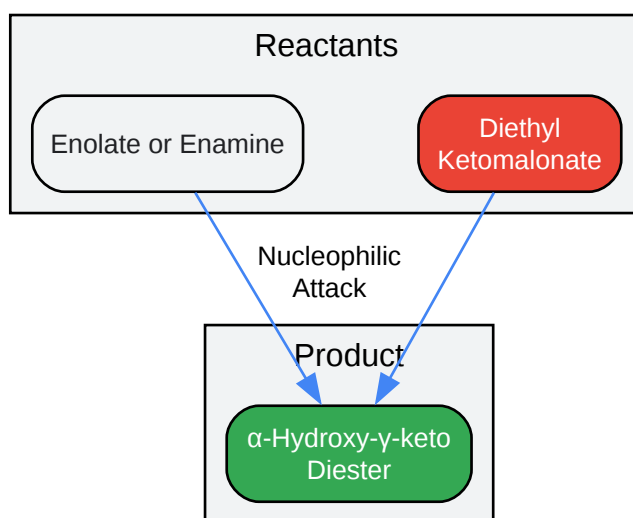 Reactants
Enolate or Enamine
Diethyl
Ketomalonate
Nucleophilic
Attack
Product
α-Hydroxy-γ-keto
Diester